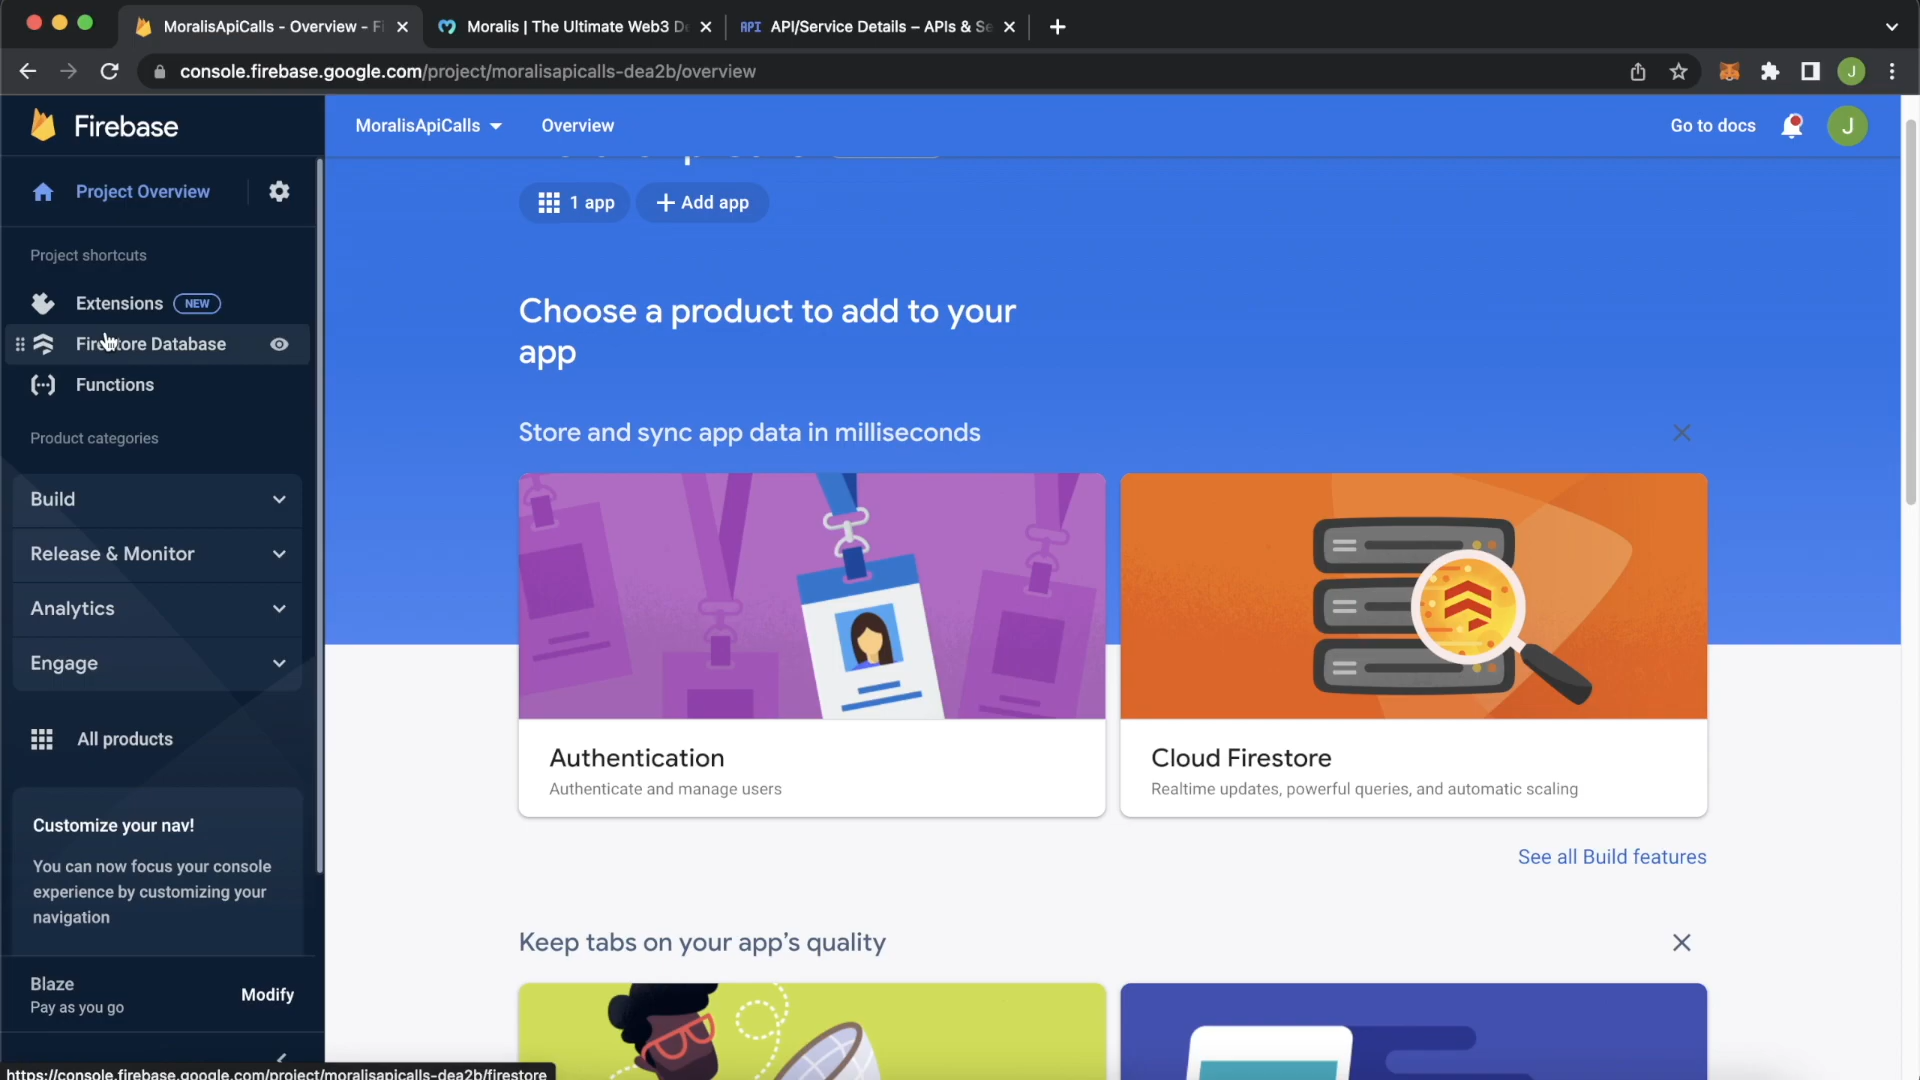 MoralisApiCalls - Overview - Fi
Moralis | The Ultimate Web3 De
API API/Service Details – APIs & Se
console.firebase.google.com/project/moralisapicalls-dea2b/overview
J
Firebase
MoralisApiCalls
Overview
Go to docs
J
Project Overview
1 app
Add app
Project shortcuts
Extensions
NEW
Firestore Database
Functions
Product categories
Build
Release & Monitor
Analytics
Engage
All products
Customize your nav!
You can now focus your console
experience by customizing your
navigation
Blaze
Pay as you go
Modify
Choose a product to add to your
app
Store and sync app data in milliseconds
Authentication
Authenticate and manage users
Cloud Firestore
Realtime updates, powerful queries, and automatic scaling
See all Build features
Keep tabs on your app's quality
https://console.firebase.google.com/project/moralisapicalls-dea2b/firestore